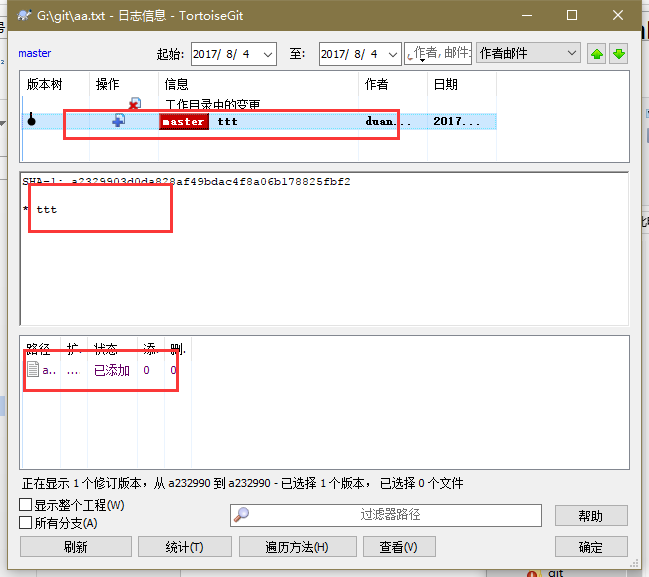 G:\git\aa.txt - 日志信息 - TortoiseGit
master 起始: 2017/ 8/ 4 至: 2017/ 8/ 4 作者, 邮件: 作者邮件
版本树 操作 信息 作者 日期
工作目录中的变更
master ttt duan... 2017...
SHA-1: a2329903d0da828af49bdac4f8a06b178825fbf2
* ttt
路径 扩. 状态 添. 删.
a.. ... 已添加 0 0
正在显示 1 个修订版本，从 a232990 到 a232990 - 已选择 1 个版本， 已选择 0 个文件
显示整个工程(W)
所有分支(A)
过滤器路径
帮助
刷新 统计(T) 遍历方法(H) 查看(V) 确定
git